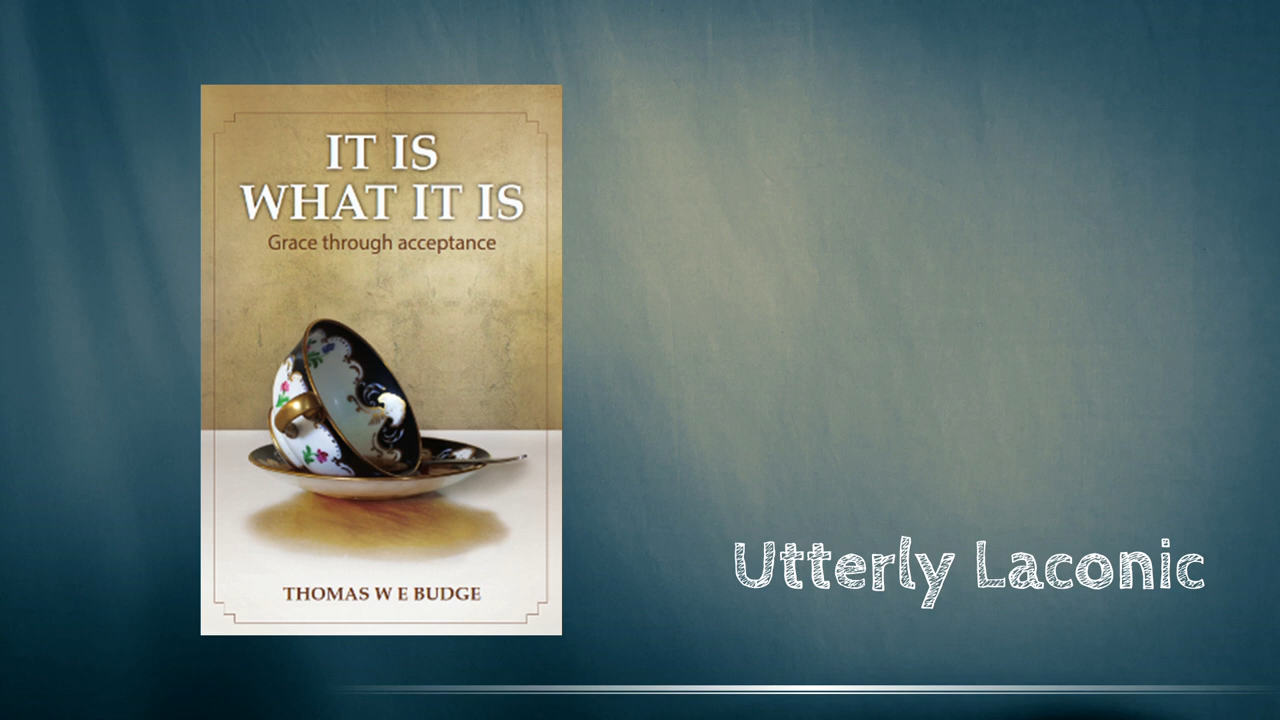 IT IS
WHAT IT IS
Grace through acceptance
THOMAS W E BUDGE
Utterly Laconic